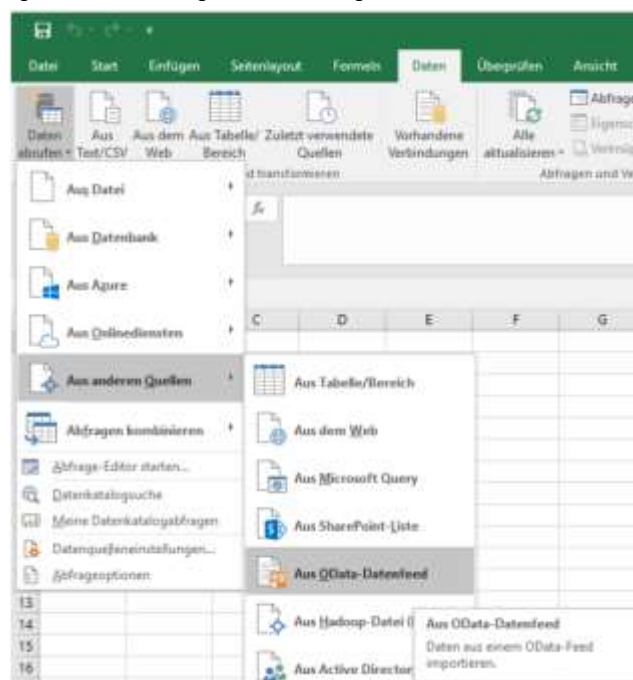 Datei Start Einfügen Seitenlayout Formeln Daten Überprüfen Ansicht
Daten abrufen
Aus Text/CSV
Aus dem Web
Aus Tabelle/ Bereich
Zuletzt verwendete Quellen
Vorhandene Verbindungen
Alle aktualisieren
Abfrage
Aus Datei
Aus Datenbank
Aus Azure
Aus Onlinediensten
Aus anderen Quellen
Abfragen kombinieren
Abfrage-Editor starten...
Datenkatalogsuche
Meine Datenkatalogabfragen
Datenquelleneinstellungen...
Abfrageoptionen
fx
C D E F G
Aus Tabelle/Bereich
Aus dem Web
Aus Microsoft Query
Aus SharePoint-Liste
Aus OData-Datenfeed
Aus Hadoop-Datei
Aus Active Director
Aus OData-Datenfeed
Daten aus einem OData-Feed
importieren.
13
14
15
16